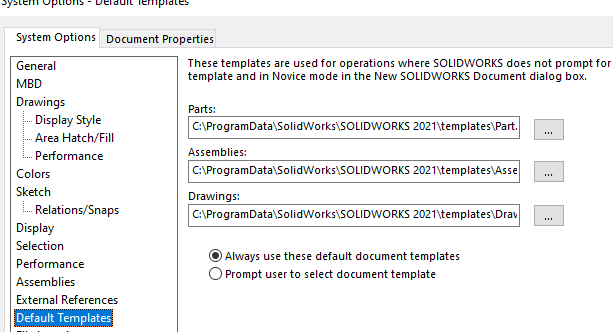 System Options - Default Templates
System Options Document Properties
General
MBD
Drawings
Display Style
Area Hatch/Fill
Performance
Colors
Sketch
Relations/Snaps
Display
Selection
Performance
Assemblies
External References
Default Templates
These templates are used for operations where SOLIDWORKS does not prompt for
template and in Novice mode in the New SOLIDWORKS Document dialog box.
Parts:
C:\ProgramData\SolidWorks\SOLIDWORKS 2021\templates\Part.
...
Assemblies:
C:\ProgramData\SolidWorks\SOLIDWORKS 2021\templates\Asse
...
Drawings:
C:\ProgramData\SolidWorks\SOLIDWORKS 2021\templates\Drav
...
Always use these default document templates
Prompt user to select document template